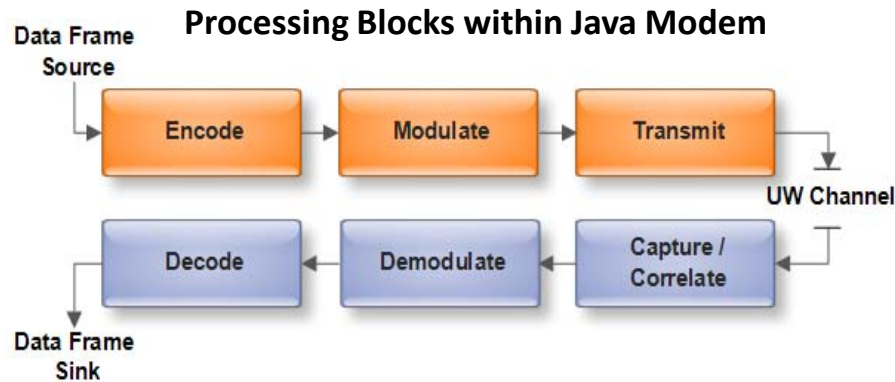 Processing Blocks within Java Modem
Data Frame
Source
Encode
Modulate
Transmit
UW Channel
Capture /
Correlate
Demodulate
Decode
Data Frame
Sink